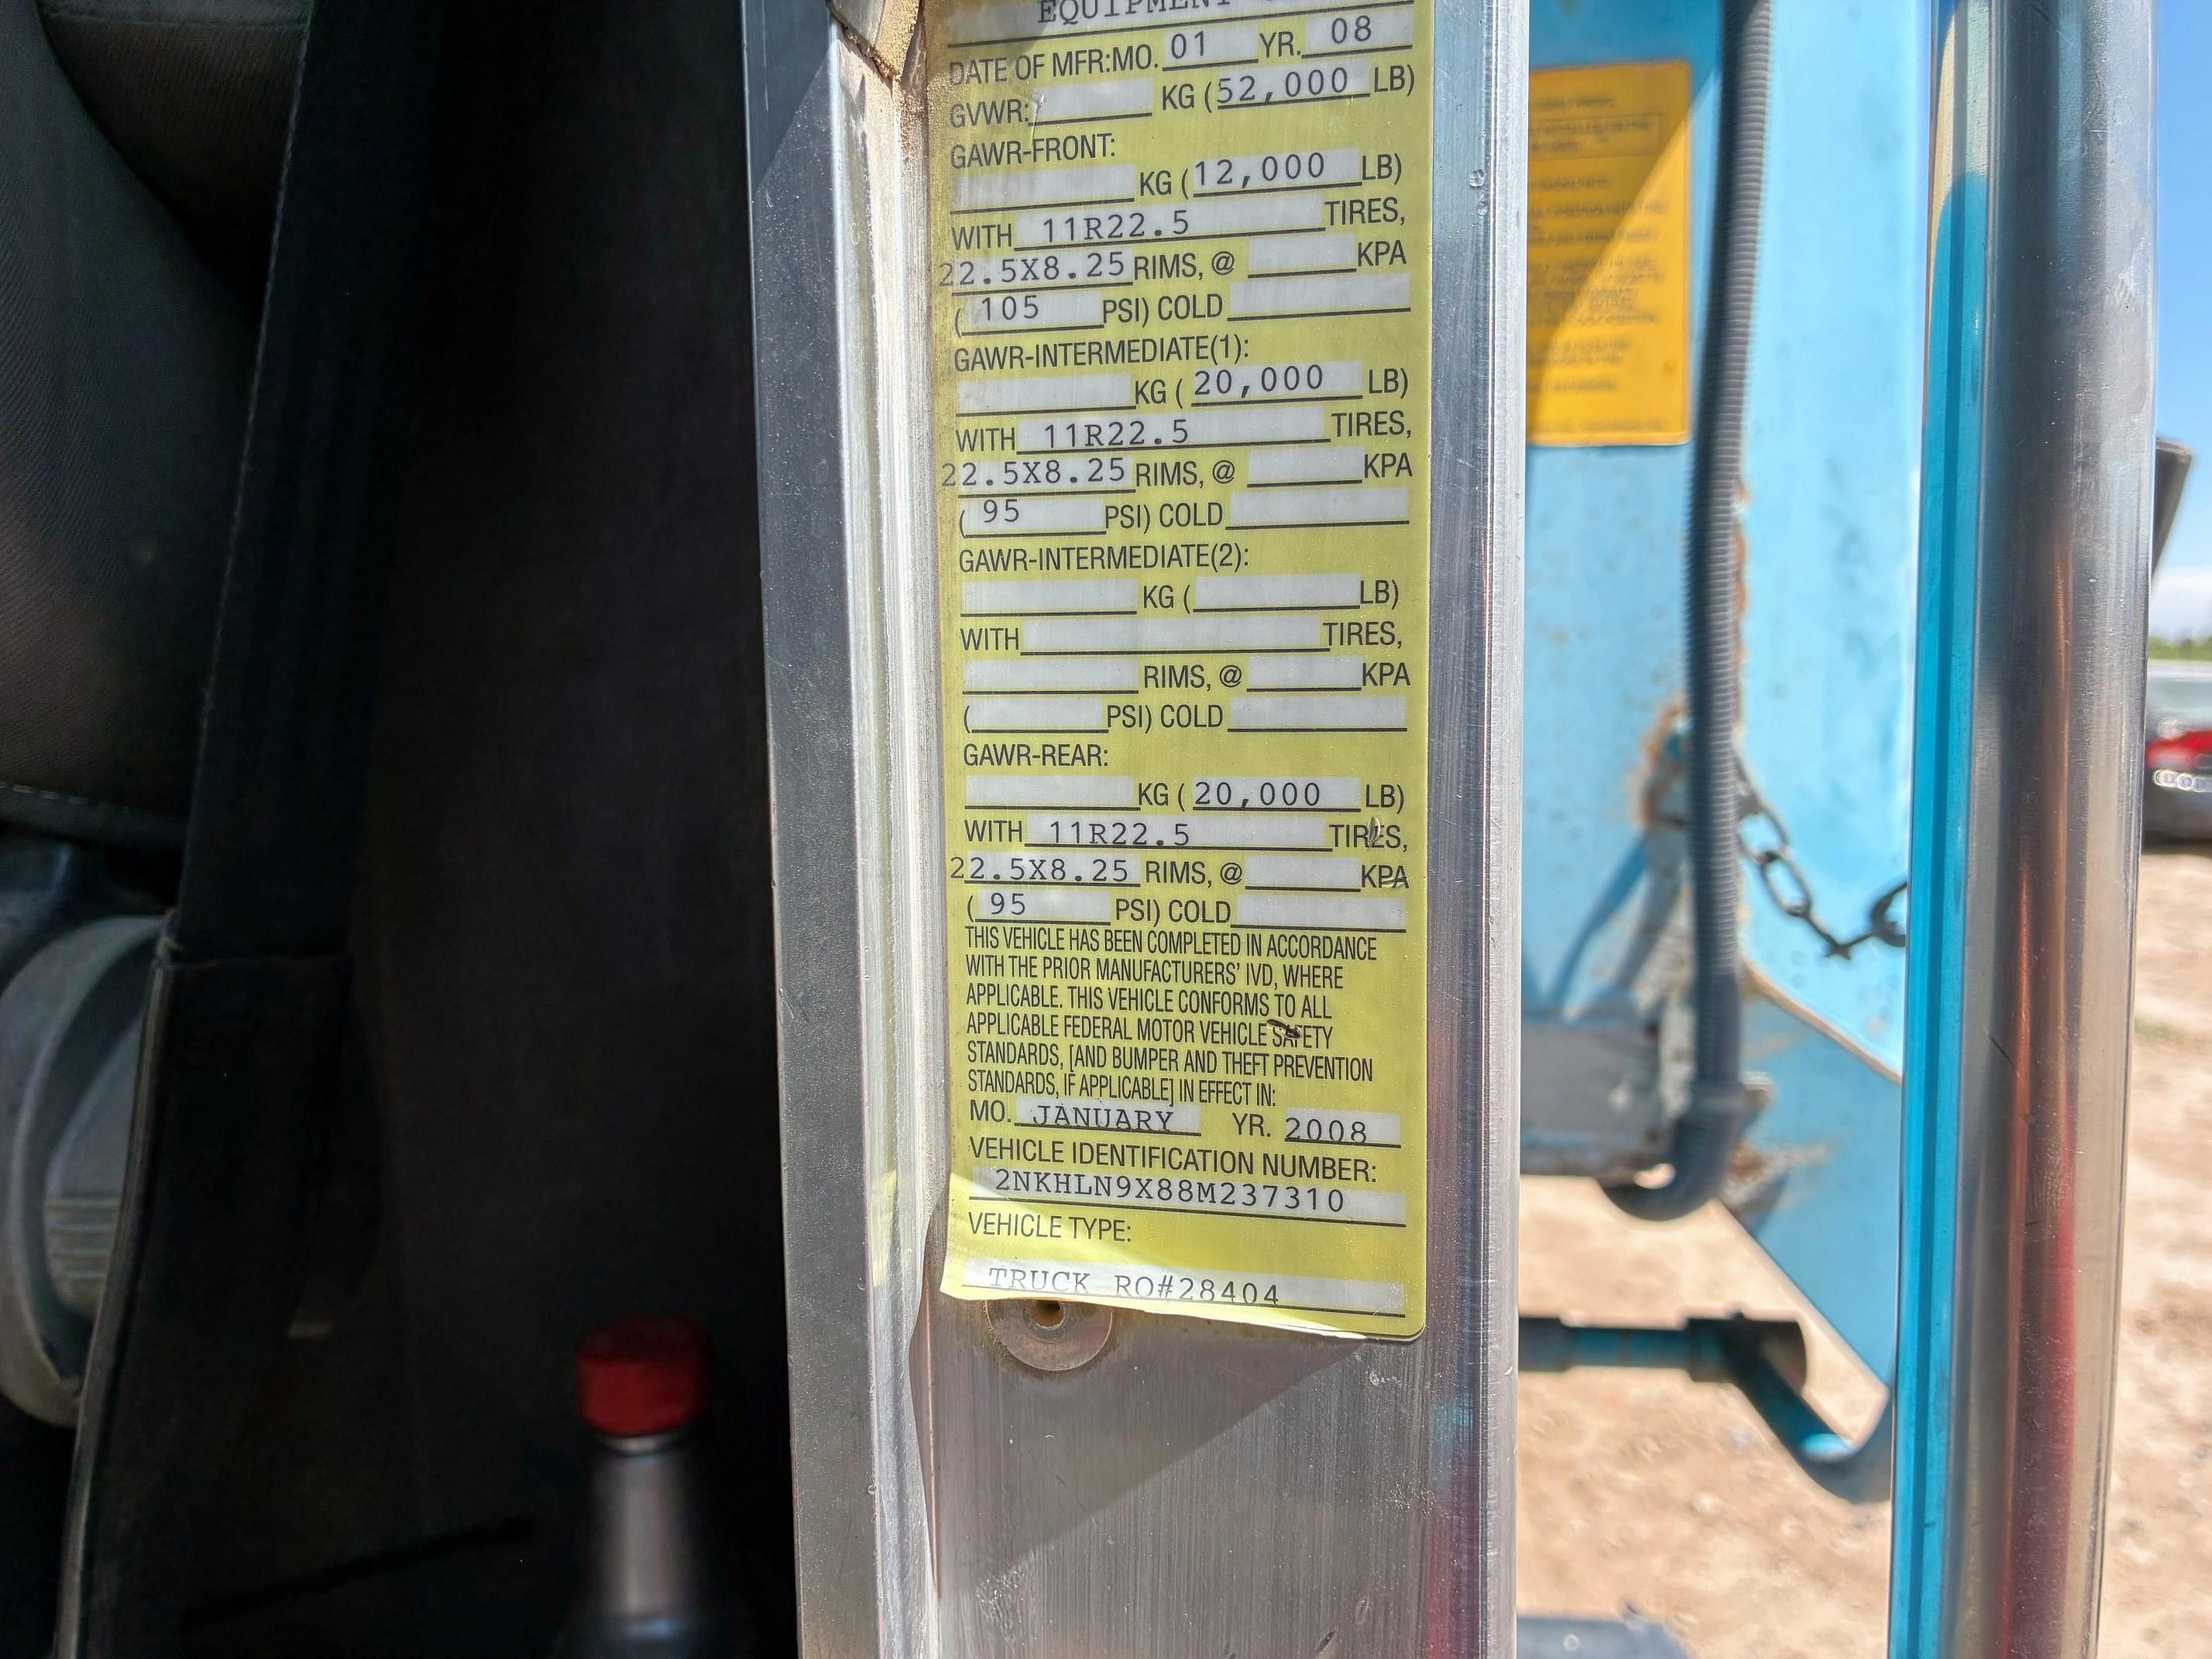 EQUIPMENT
DATE OF MFR:MO. 01 YR. 08
GVWR: KG (52,000 LB)
GAWR-FRONT:
KG (12,000 LB)
WITH 11R22.5 TIRES,
22.5X8.25 RIMS, @ KPA
( 105 PSI) COLD
GAWR-INTERMEDIATE(1):
KG ( 20,000 LB)
WITH 11R22.5 TIRES,
22.5X8.25 RIMS, @ KPA
( 95 PSI) COLD
GAWR-INTERMEDIATE(2):
KG ( LB)
WITH TIRES,
RIMS, @ KPA
( PSI) COLD
GAWR-REAR:
KG ( 20,000 LB)
WITH 11R22.5 TIRES,
22.5X8.25 RIMS, @ KPA
( 95 PSI) COLD
THIS VEHICLE HAS BEEN COMPLETED IN ACCORDANCE
WITH THE PRIOR MANUFACTURERS' IVD, WHERE
APPLICABLE. THIS VEHICLE CONFORMS TO ALL
APPLICABLE FEDERAL MOTOR VEHICLE SAFETY
STANDARDS, [AND BUMPER AND THEFT PREVENTION
STANDARDS, IF APPLICABLE] IN EFFECT IN:
MO. JANUARY YR. 2008
VEHICLE IDENTIFICATION NUMBER:
2NKHLN9X88M237310
VEHICLE TYPE:
TRUCK RO#28404